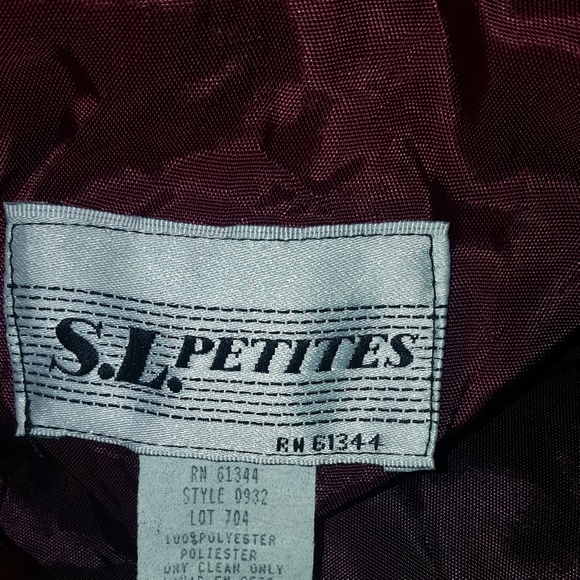 S.L. PETITES
RN 61344
RN 61344
STYLE 0932
LOT 704
100%POLYESTER
POLIESTER
DRY CLEAN ONLY